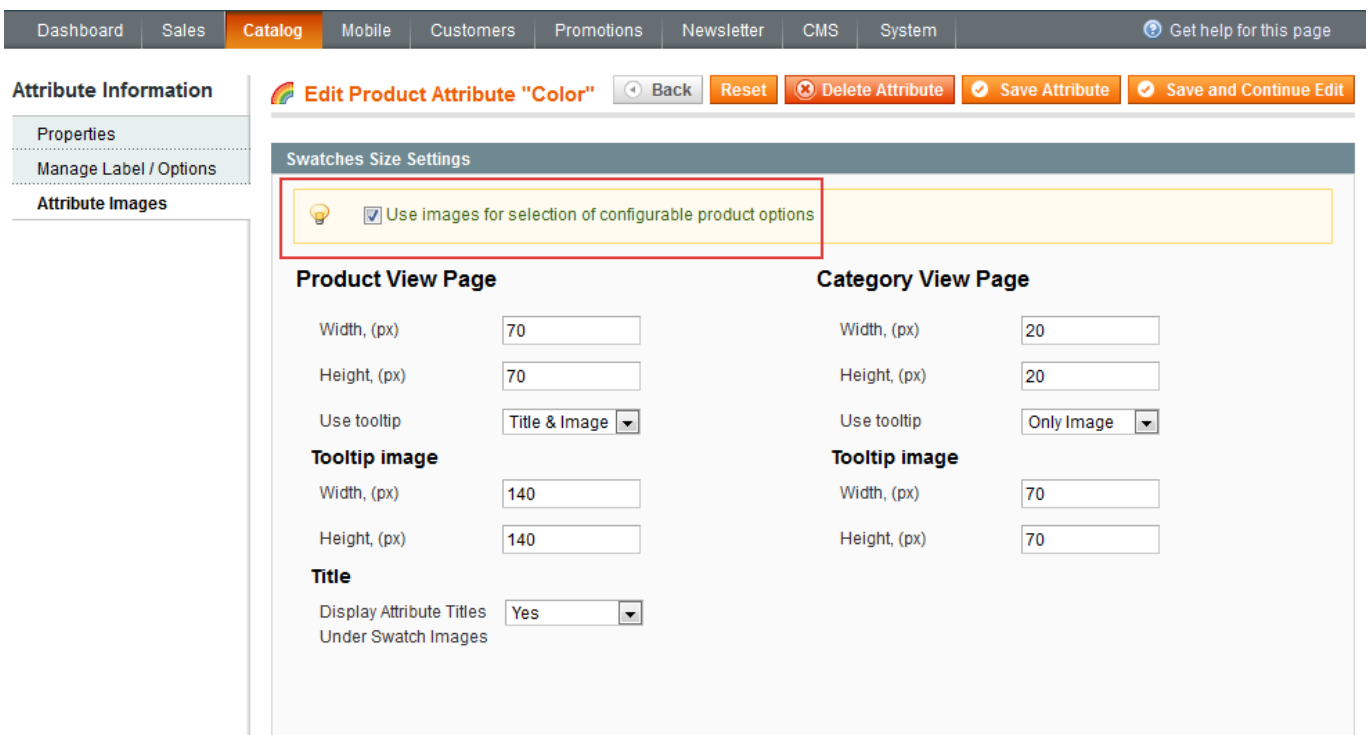 Dashboard Sales Catalog Mobile Customers Promotions Newsletter CMS System Get help for this page
Attribute Information
Properties
Manage Label / Options
Attribute Images
Edit Product Attribute "Color" Back Reset Delete Attribute Save Attribute Save and Continue Edit
Swatches Size Settings
Use images for selection of configurable product options
Product View Page
Width, (px) 70
Height, (px) 70
Use tooltip Title & Image
Tooltip image
Width, (px) 140
Height, (px) 140
Title
Display Attribute Titles Yes
Under Swatch Images
Category View Page
Width, (px) 20
Height, (px) 20
Use tooltip Only Image
Tooltip image
Width, (px) 70
Height, (px) 70